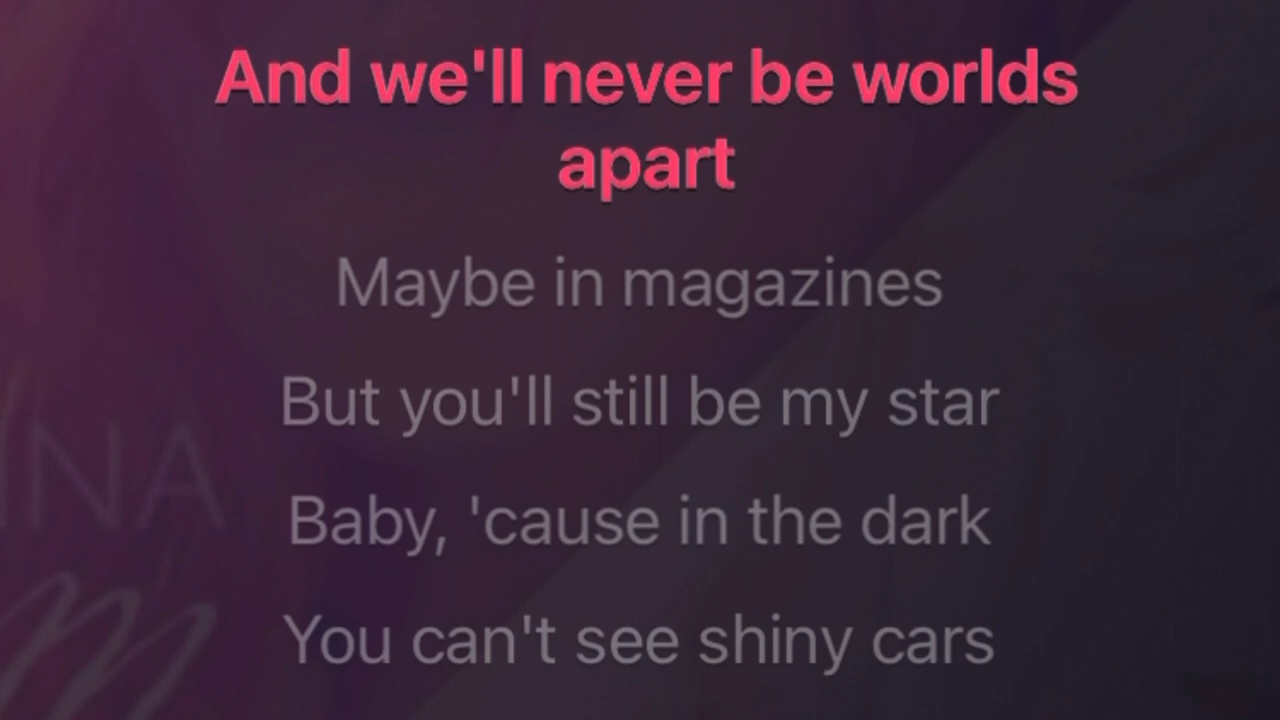 And we'll never be worlds
apart
Maybe in magazines
But you'll still be my star
Baby, 'cause in the dark
You can't see shiny cars
INA
m